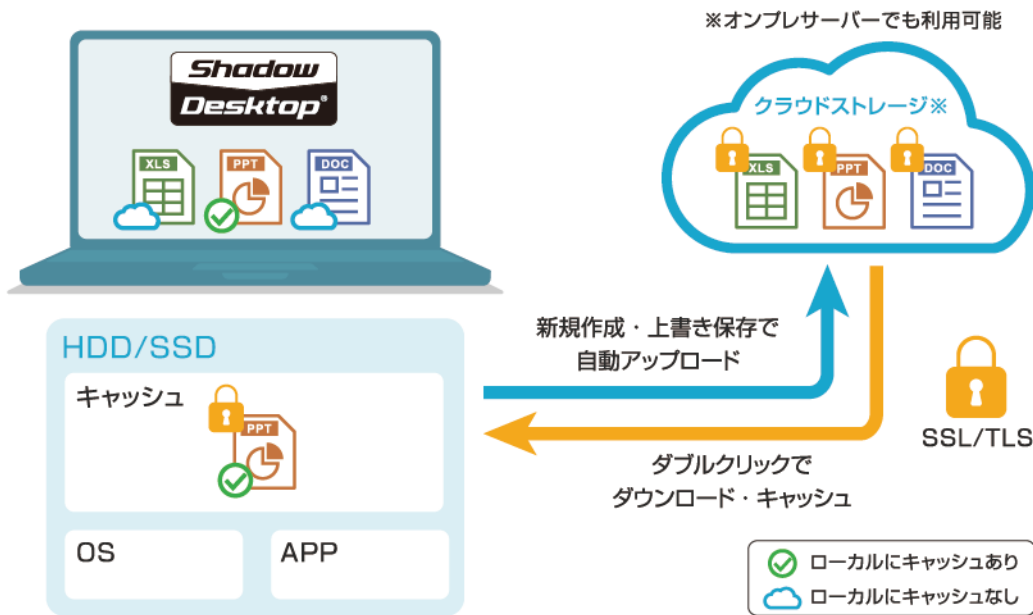 ※オンプレサーバーでも利用可能
Shadow
Desktop®
クラウドストレージ※
XLS
PPT
DOC
XLS
PPT
DOC
新規作成・上書き保存で
自動アップロード
HDD/SSD
キャッシュ
PPT
SSL/TLS
ダブルクリックで
ダウンロード・キャッシュ
OS
APP
ローカルにキャッシュあり
ローカルにキャッシュなし